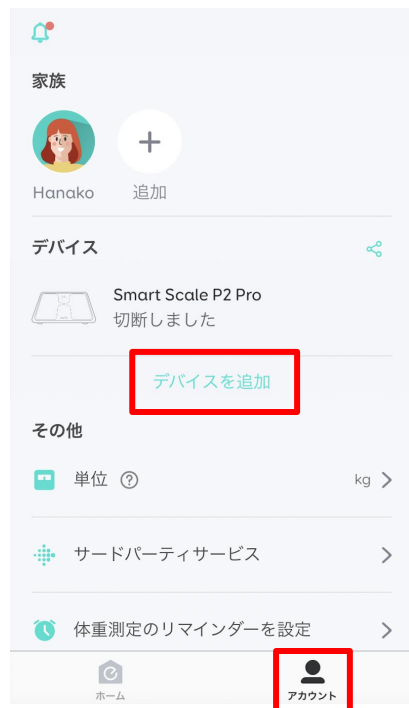 家族
Hanako
追加
デバイス
Smart Scale P2 Pro
切断しました
デバイスを追加
その他
単位 ?
kg
サードパーティサービス
体重測定のリマインダーを設定
ホーム
アカウント